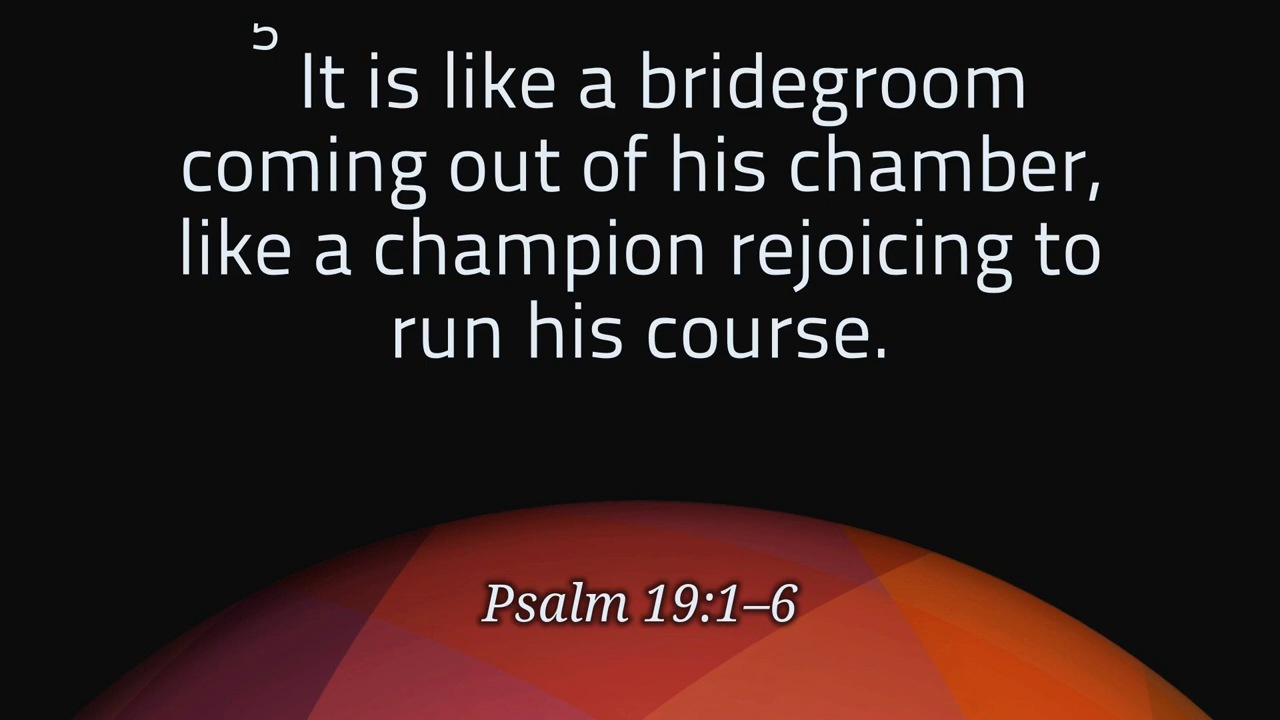 5 It is like a bridegroom
coming out of his chamber,
like a champion rejoicing to
run his course.
Psalm 19:1–6